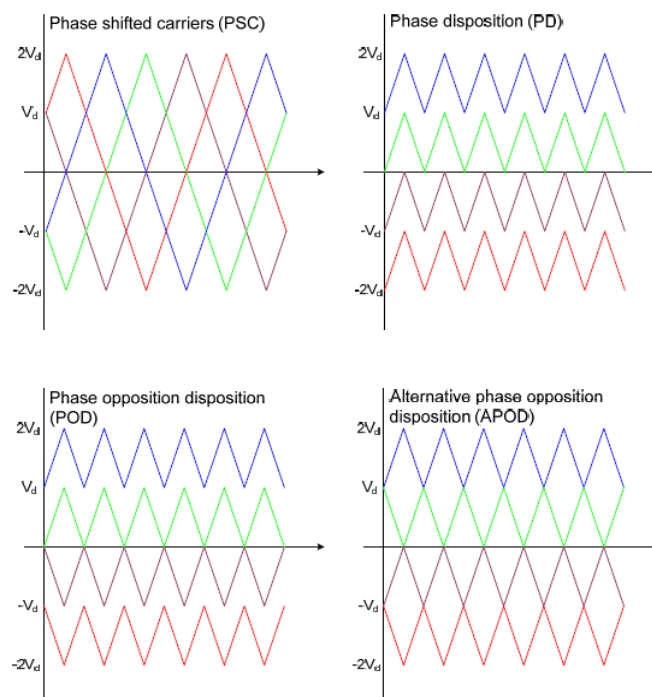 Phase shifted carriers (PSC)
2Vd
Vd
-Vd
-2Vd
Phase disposition (PD)
2Vd
Vd
-Vd
-2Vd
Phase opposition disposition
(POD)
2Vd
Vd
-Vd
-2Vd
Alternative phase opposition
disposition (APOD)
2Vd
Vd
-Vd
-2Vd